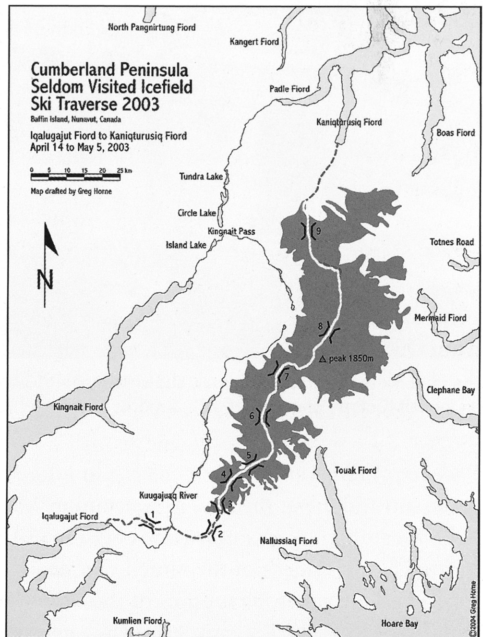 North Pangnirtung Fiord
Kangert Fiord
Cumberland Peninsula
Seldom Visited Icefield
Ski Traverse 2003
Baffin Island, Nunavut, Canada
Iqalugajut Fiord to Kaniqturusiq Fiord
April 14 to May 5, 2003
0 5 10 15 20 25 km
Map drafted by Greg Horne
Padle Fiord
Kaniqturusiq Fiord
Boas Fiord
Tundra Lake
Circle Lake
Kingnait Pass
Island Lake
9
Totnes Road
N
Mermaid Fiord
8
peak 1850m
7
Clephane Bay
Kingnait Fiord
6
5
4
Touak Fiord
Kuugajuaq River
Iqalugajut Fiord
1
2
Nallussiaq Fiord
Kumlien Fiord
Hoare Bay
©2004 Greg Horne